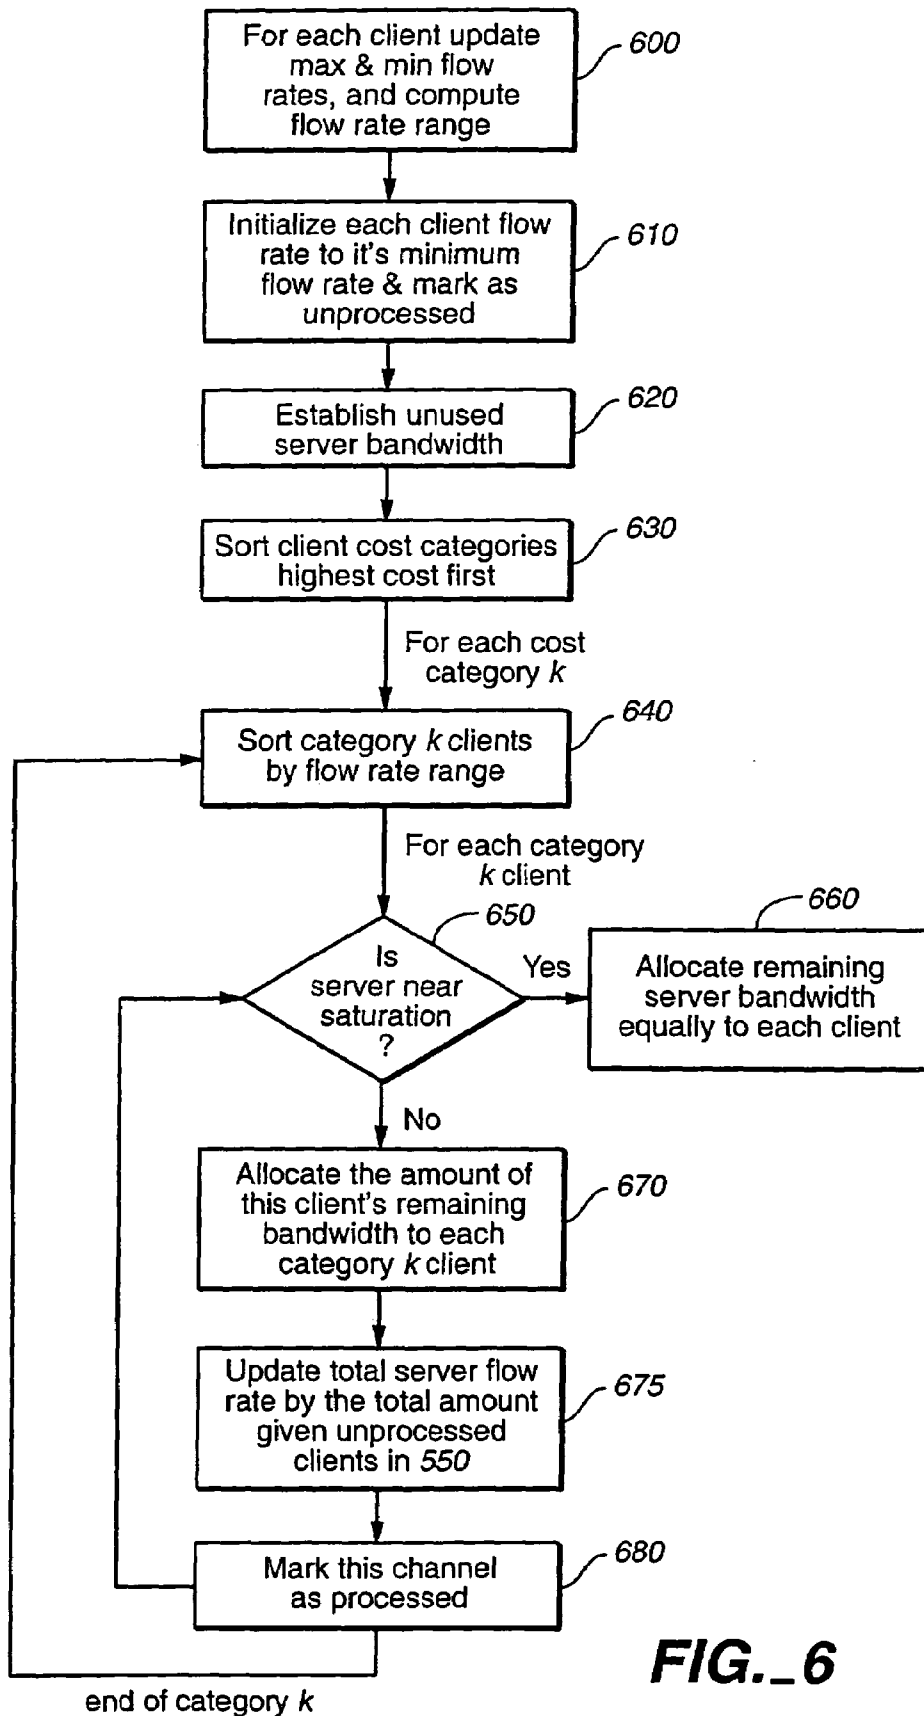 For each client update
max & min flow
rates, and compute
flow rate range
600
Initialize each client flow
rate to it's minimum
flow rate & mark as
unprocessed
610
Establish unused
server bandwidth
620
Sort client cost categories
highest cost first
630
For each cost
category k
Sort category k clients
by flow rate range
640
For each category
k client
Is
server near
saturation
?
650
Yes
Allocate remaining
server bandwidth
equally to each client
660
No
Allocate the amount of
this client's remaining
bandwidth to each
category k client
670
Update total server flow
rate by the total amount
given unprocessed
clients in 550
675
Mark this channel
as processed
680
end of category k
FIG._6